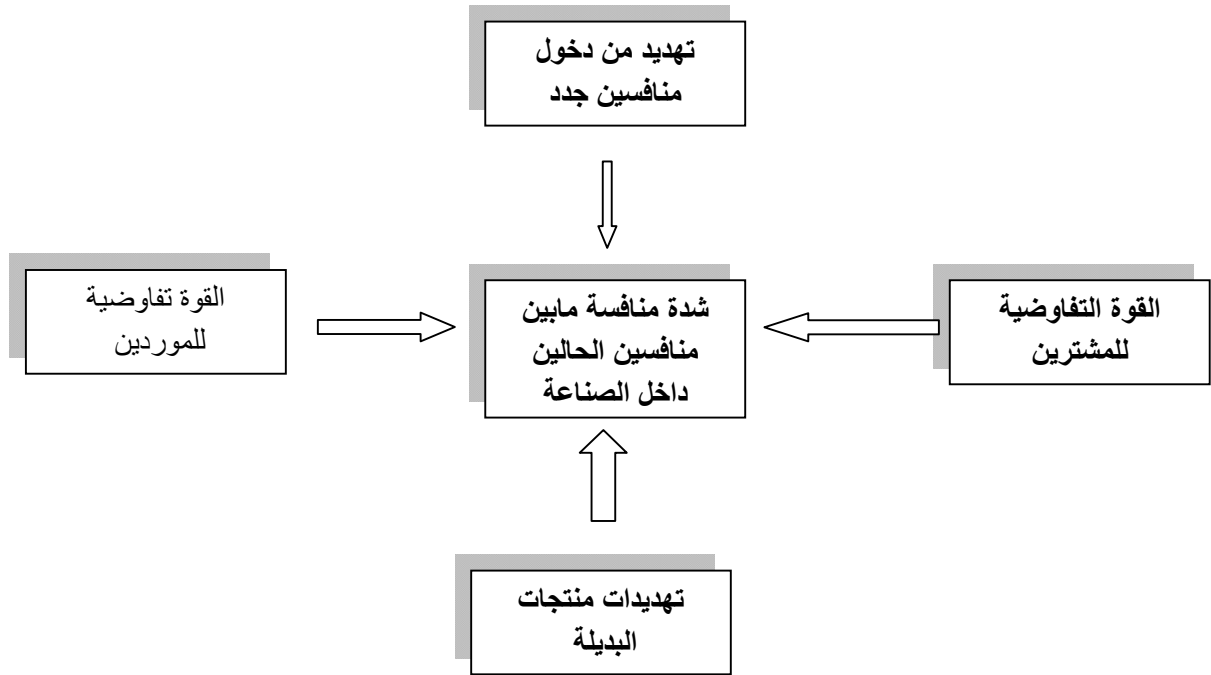 تهديد من دخول
منافسين جدد
القوة التفاوضية
للمشترين
شدة منافسة مابين
منافسين الحالين
داخل الصناعة
القوة تفاوضية
للموردين
تهديدات منتجات
البديلة